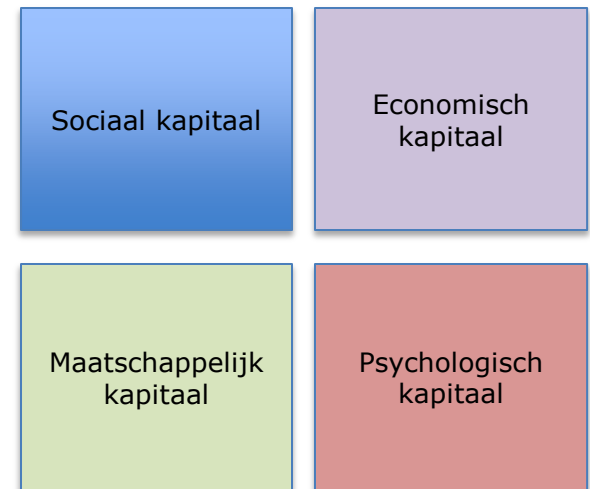 Sociaal kapitaal
Economisch
kapitaal
Maatschappelijk
kapitaal
Psychologisch
kapitaal